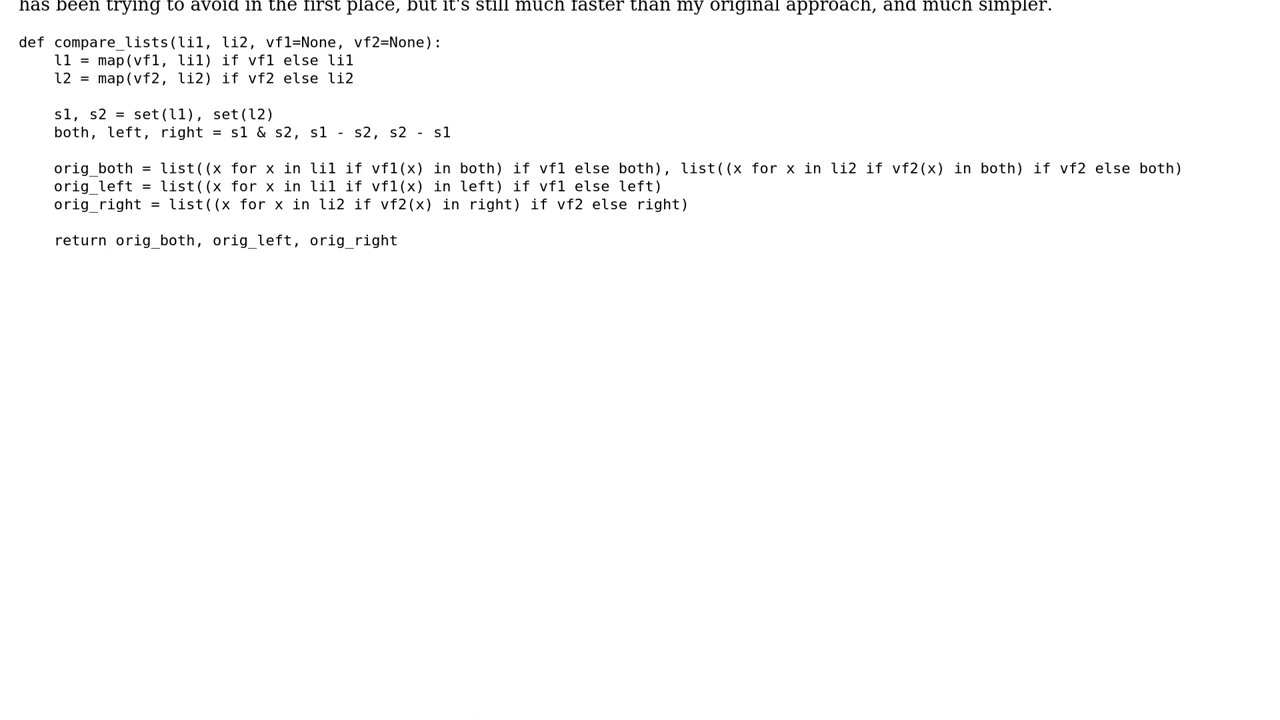 has been trying to avoid in the first place, but it's still much faster than my original approach, and much simpler.
def compare_lists(li1, li2, vf1=None, vf2=None):
    l1 = map(vf1, li1) if vf1 else li1
    l2 = map(vf2, li2) if vf2 else li2
    s1, s2 = set(l1), set(l2)
    both, left, right = s1 & s2, s1 - s2, s2 - s1
    orig_both = list((x for x in li1 if vf1(x) in both) if vf1 else both), list((x for x in li2 if vf2(x) in both) if vf2 else both)
    orig_left = list((x for x in li1 if vf1(x) in left) if vf1 else left)
    orig_right = list((x for x in li2 if vf2(x) in right) if vf2 else right)
    return orig_both, orig_left, orig_right